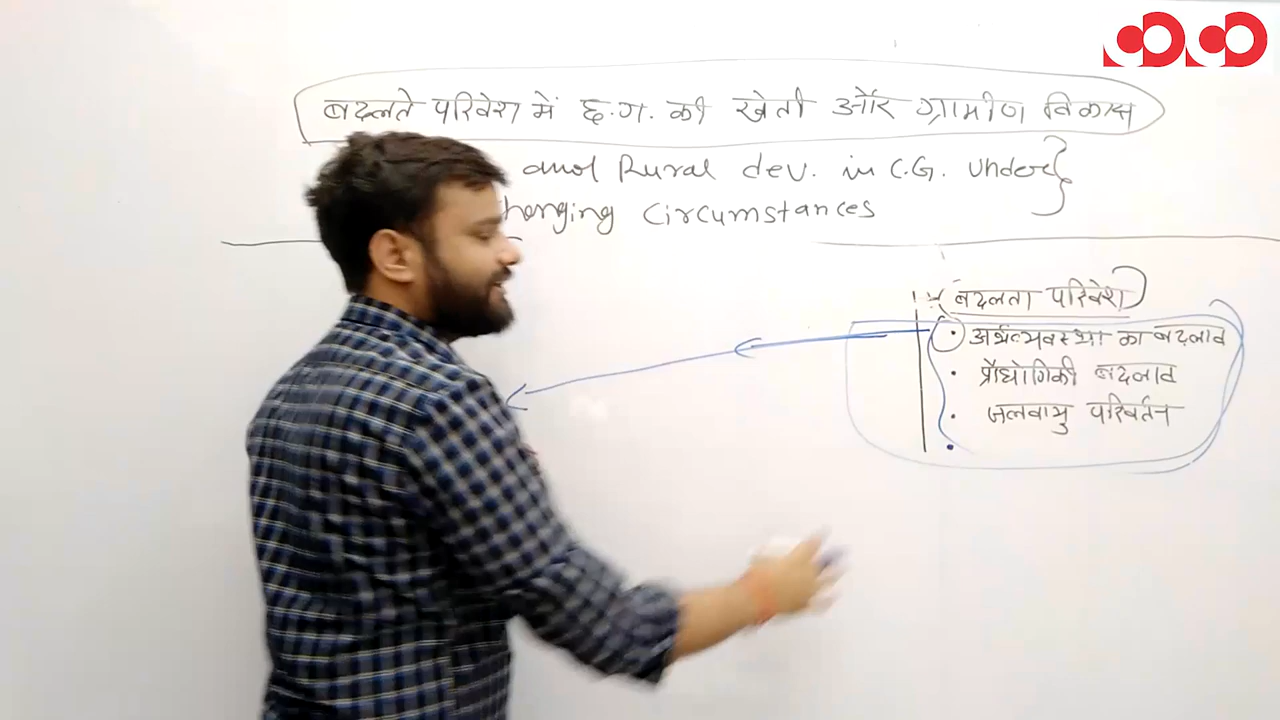 बदलते परिवेश में छ.ग. की खेती और ग्रामीण विकास
and Rural dev. in C.G. under
hanging circumstances
बदलता परिवेश
• अर्थव्यवस्था का बदलाव
• प्रौद्योगिकी बदलाव
• जलवायु परिवर्तन
•